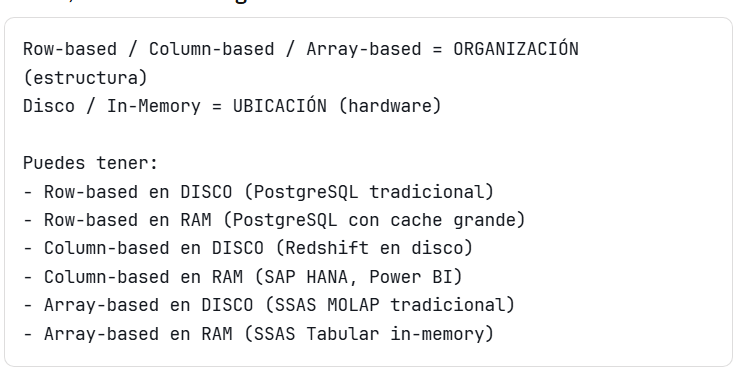 Row-based / Column-based / Array-based = ORGANIZACIÓN
(estructura)
Disco / In-Memory = UBICACIÓN (hardware)
Puedes tener:
- Row-based en DISCO (PostgreSQL tradicional)
- Row-based en RAM (PostgreSQL con cache grande)
- Column-based en DISCO (Redshift en disco)
- Column-based en RAM (SAP HANA, Power BI)
- Array-based en DISCO (SSAS MOLAP tradicional)
- Array-based en RAM (SSAS Tabular in-memory)